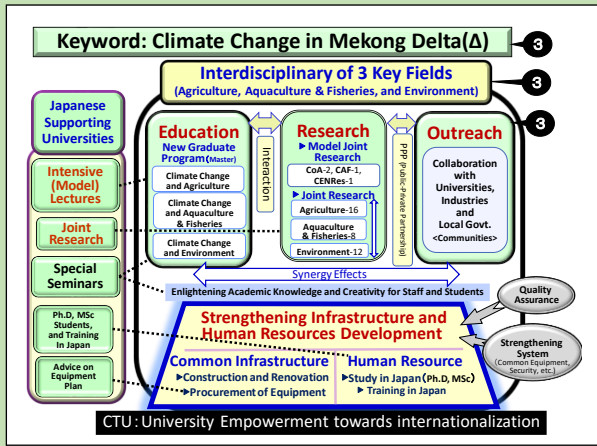 Keyword: Climate Change in Mekong Delta(Δ)
3
Interdisciplinary of 3 Key Fields
(Agriculture, Aquaculture & Fisheries, and Environment)
3
3
Japanese
Supporting
Universities
Intensive
(Model)
Lectures
Joint
Research
Special
Seminars
Ph.D, MSc
Students,
and Training
In Japan
Advice on
Equipment
Plan
Education
New Graduate
Program(Master)
Climate Change
and Agriculture
Climate Change
and Aquaculture
& Fisheries
Climate Change
and Environment
Interaction
Research
▶ Model Joint
Research
CoA-2, CAF-1,
CENRes-1
▶ Joint Research
Agriculture-16
Aquaculture
& Fisheries-8
Environment-12
PPP (Public-Private Partnership)
Outreach
Collaboration
with
Universities,
Industries
and
Local Govt.
<Communities>
Synergy Effects
Enlightening Academic Knowledge and Creativity for Staff and Students
Strengthening Infrastructure and
Human Resources Development
Common Infrastructure
▶Construction and Renovation
▶Procurement of Equipment
Human Resource
▶Study in Japan(Ph.D, MSc)
▶Training in Japan
Quality
Assurance
Strengthening
System
(Common Equipment,
Security, etc.)
CTU：University Empowerment towards internationalization